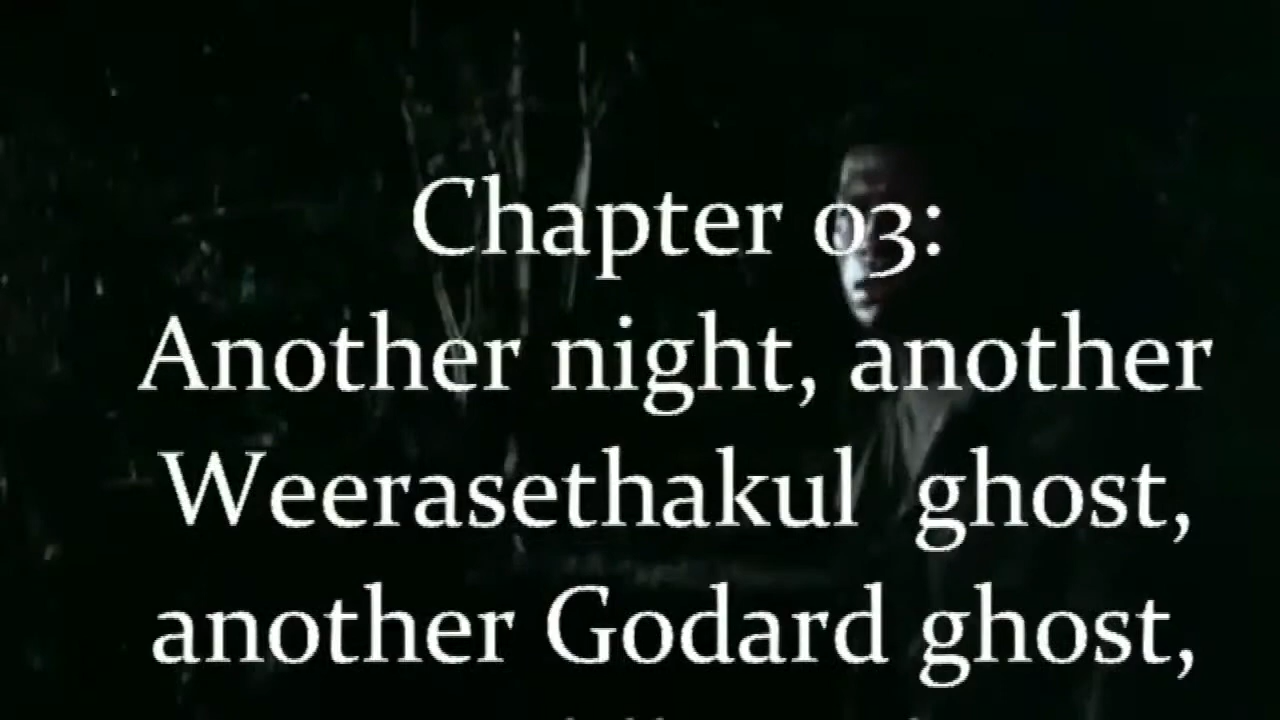 Chapter 03:
Another night, another
Weerasethakul  ghost,
another Godard ghost,